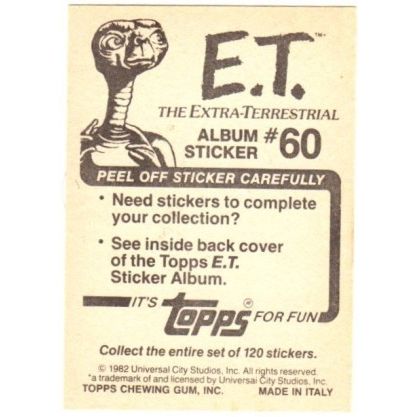 E.T.™
THE EXTRA-TERRESTRIAL
ALBUM #60
STICKER
PEEL OFF STICKER CAREFULLY
• Need stickers to complete
your collection?
• See inside back cover
of the Topps E.T.
Sticker Album.
IT'S topps® FOR FUN
Collect the entire set of 120 stickers.
© 1982 Universal City Studios, Inc. All rights reserved.
*a trademark of and licensed by Universal City Studios, Inc.
TOPPS CHEWING GUM, INC. MADE IN ITALY